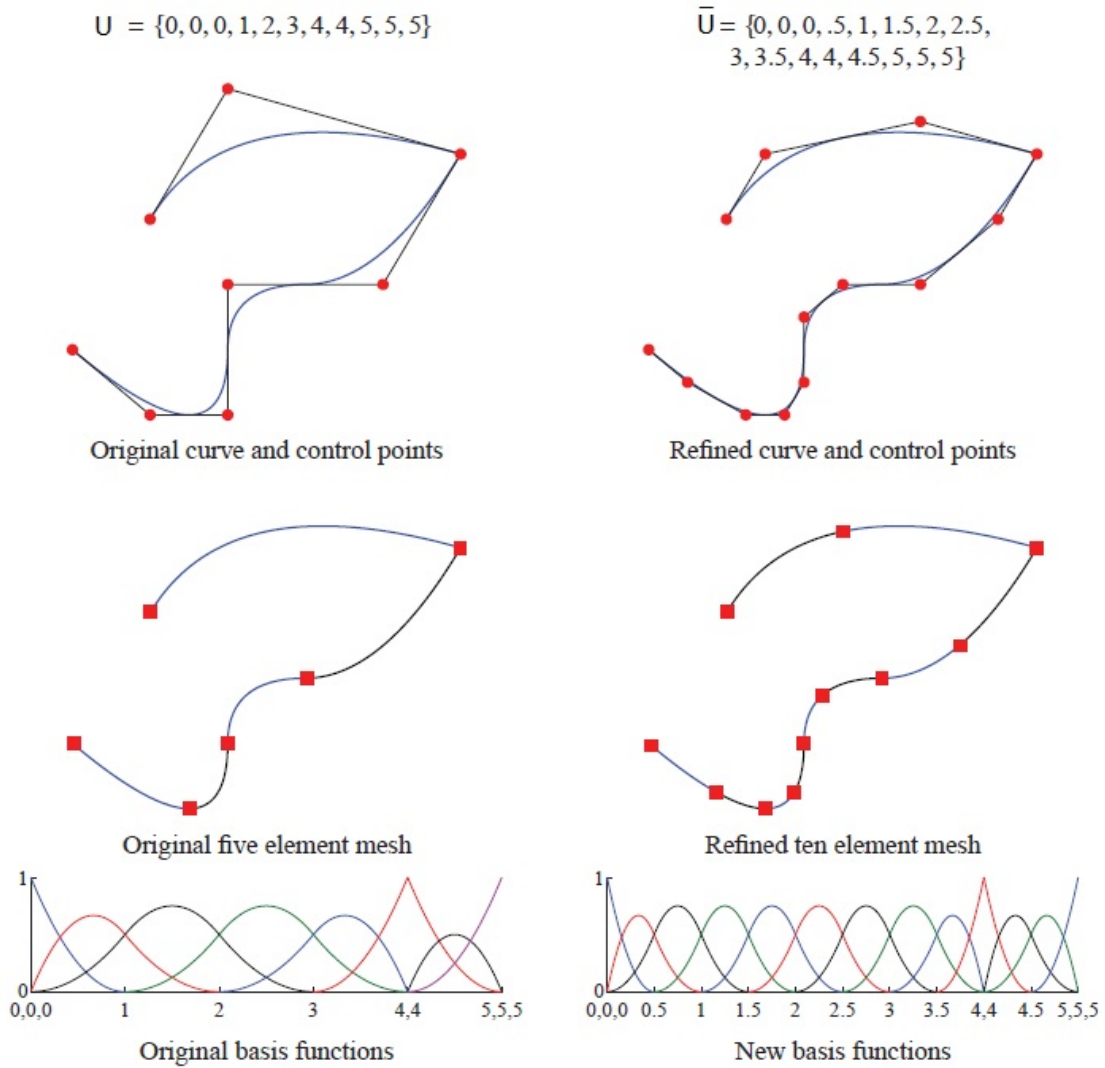 U = {0, 0, 0, 1, 2, 3, 4, 4, 5, 5, 5}
Ū = {0, 0, 0, .5, 1, 1.5, 2, 2.5,
3, 3.5, 4, 4, 4.5, 5, 5, 5}
Original curve and control points
Refined curve and control points
Original five element mesh
Refined ten element mesh
1
0
0,0,0 1 2 3 4,4 5,5,5
Original basis functions
1
0
0,0,0 0.5 1 1.5 2 2.5 3 3.5 4,4 4.5 5,5,5
New basis functions